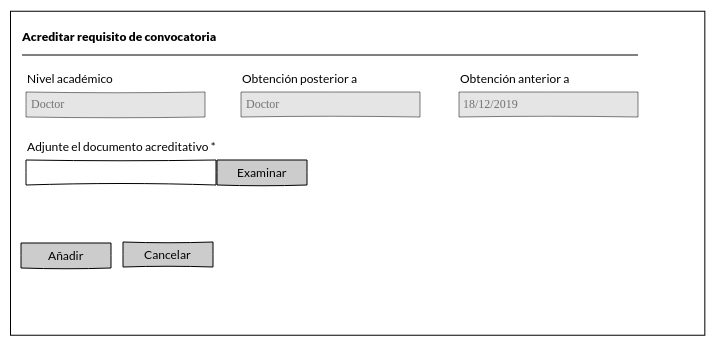 Acreditar requisito de convocatoria
Nivel académico Obtención posterior a Obtención anterior a
Doctor Doctor 18/12/2019
Adjunte el documento acreditativo *
Examinar
Añadir Cancelar